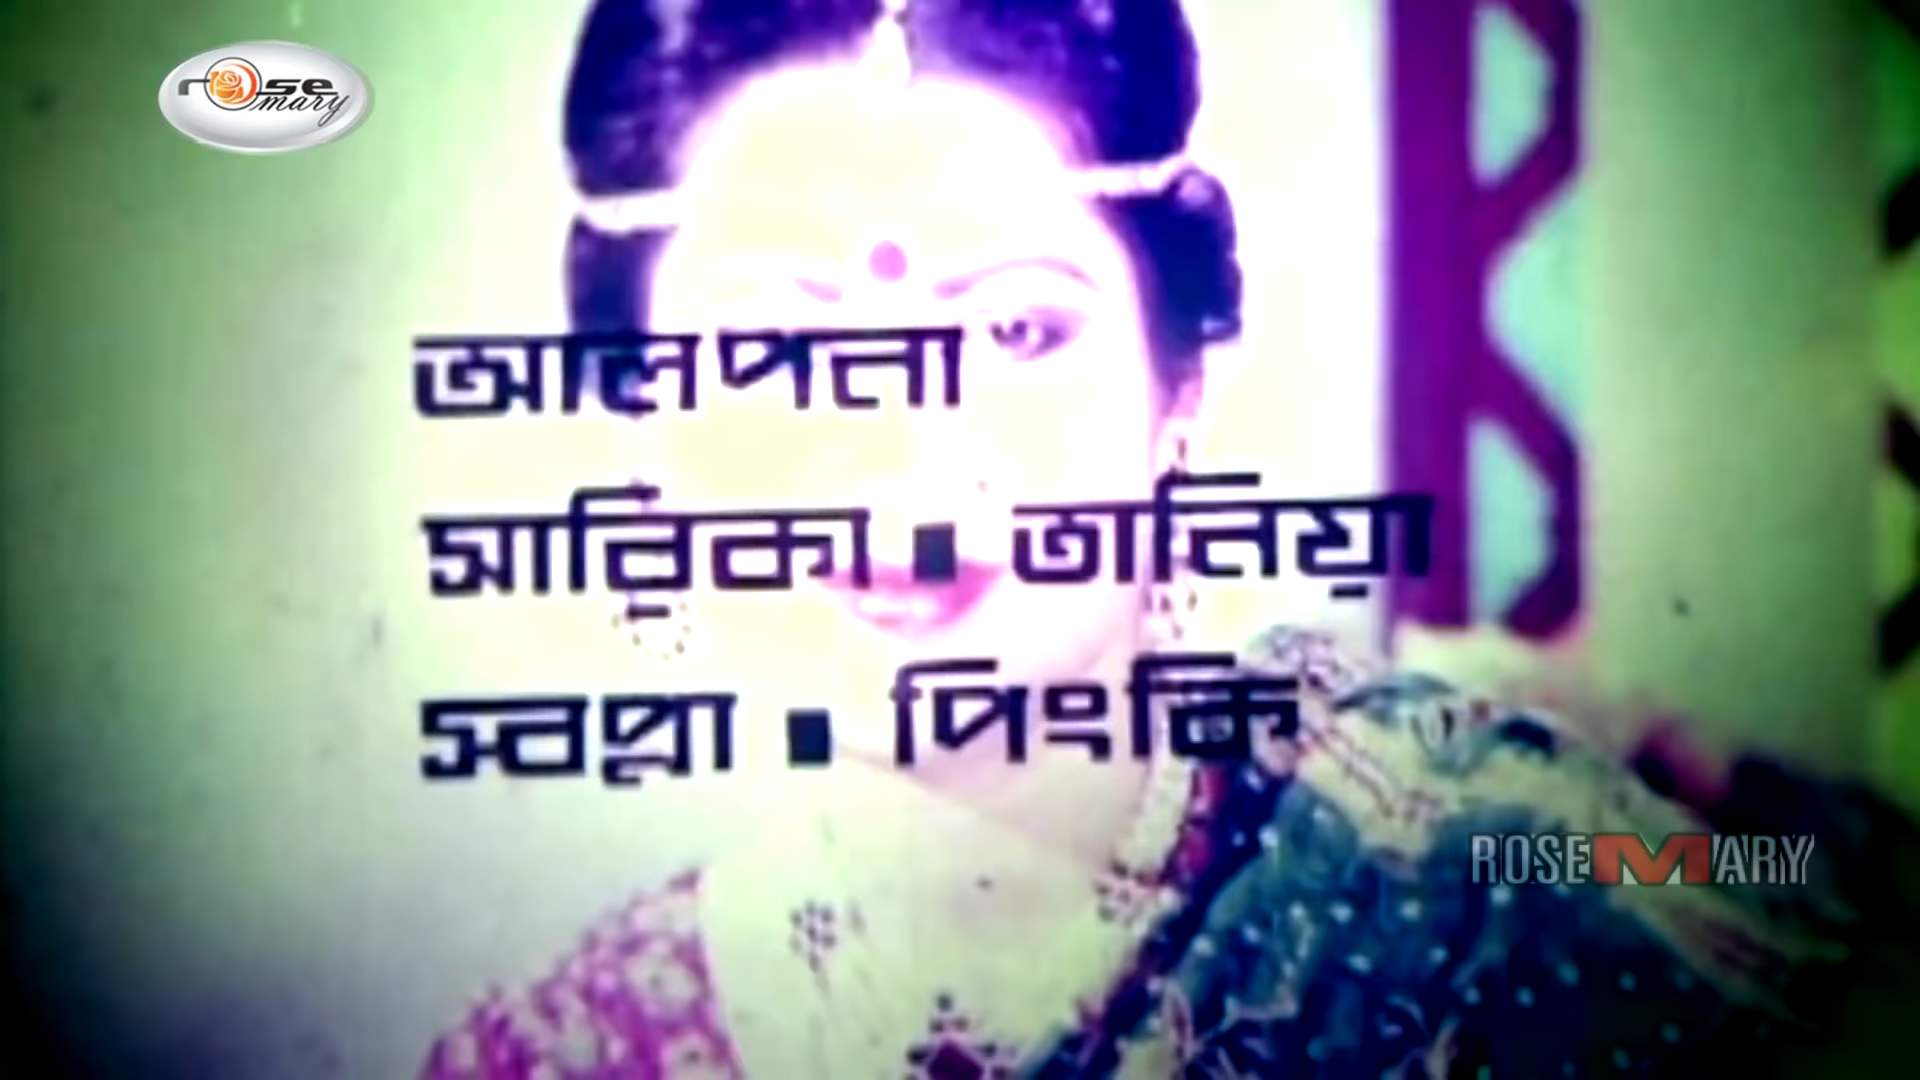 rose
mary
আলপনা
সারিকা ▪ তানিয়া
স্বপ্না ▪ পিংকি
ROSEMARY